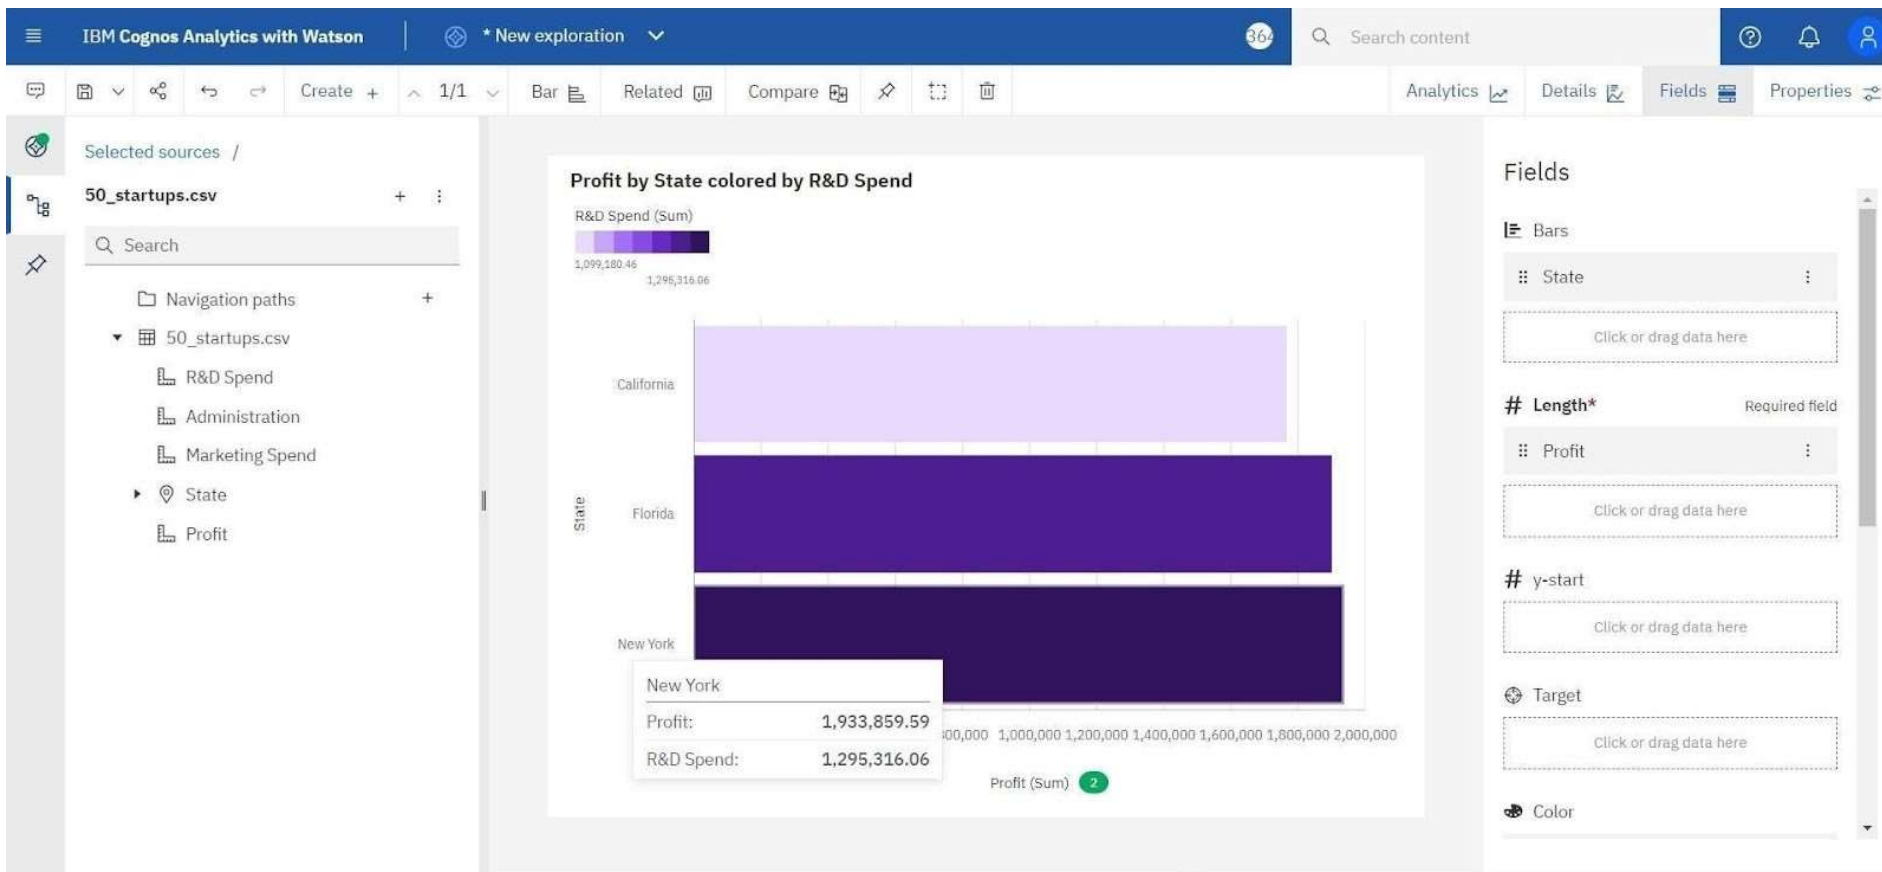 IBM Cognos Analytics with Watson
* New exploration
364
Search content
Create +
1/1
Bar
Related
Compare
Analytics
Details
Fields
Properties
Selected sources /
50_startups.csv
Search
Navigation paths
50_startups.csv
R&D Spend
Administration
Marketing Spend
State
Profit
Profit by State colored by R&D Spend
R&D Spend (Sum)
1,099,180.46
1,295,316.06
State
California
Florida
New York
New York
Profit: 1,933,859.59
R&D Spend: 1,295,316.06
1,000,000 1,200,000 1,400,000 1,600,000 1,800,000 2,000,000
Profit (Sum) 2
Fields
Bars
State
Click or drag data here
# Length* Required field
Profit
Click or drag data here
# y-start
Click or drag data here
Target
Click or drag data here
Color